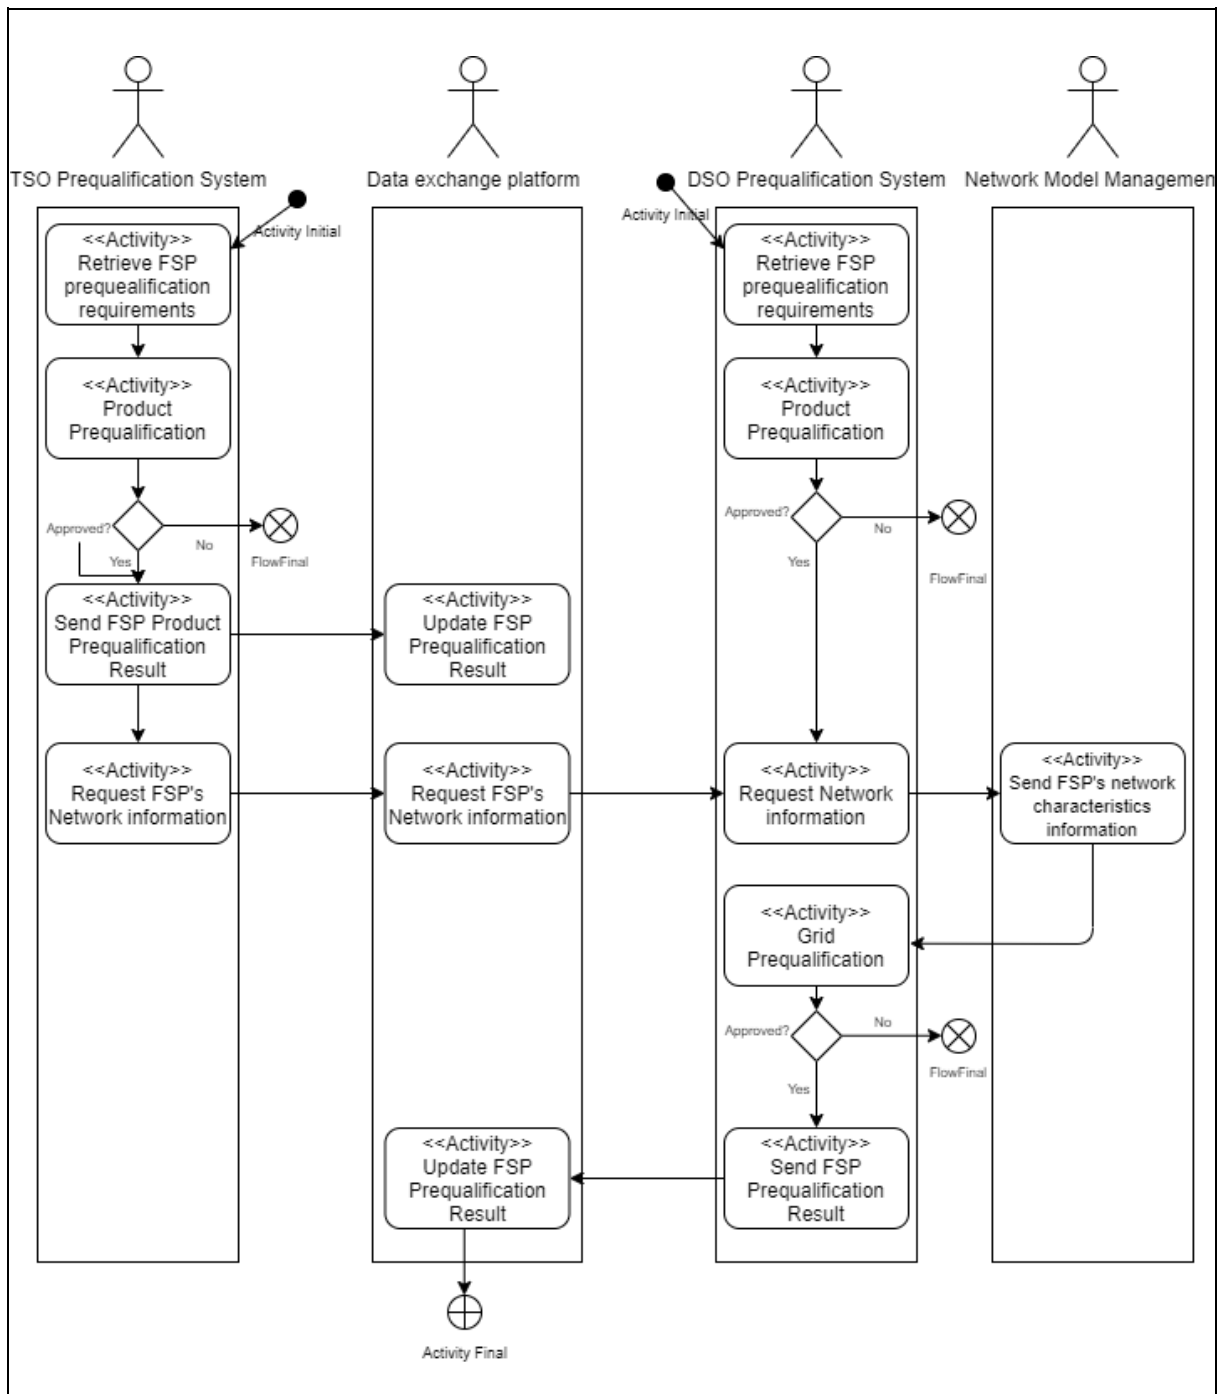 TSO Prequalification System
Data exchange platform
DSO Prequalification System
Network Model Managemen
Activity Initial
Activity Initial
<<Activity>>
Retrieve FSP
prequealification
requirements
<<Activity>>
Retrieve FSP
prequealification
requirements
<<Activity>>
Product
Prequalification
<<Activity>>
Product
Prequalification
Approved?
No
Yes
FlowFinal
Approved?
No
Yes
FlowFinal
<<Activity>>
Send FSP Product
Prequalification
Result
<<Activity>>
Update FSP
Prequalification
Result
<<Activity>>
Request FSP's
Network information
<<Activity>>
Request FSP's
Network information
<<Activity>>
Request Network
information
<<Activity>>
Send FSP's network
characteristics
information
<<Activity>>
Grid
Prequalification
Approved?
No
Yes
FlowFinal
<<Activity>>
Update FSP
Prequalification
Result
<<Activity>>
Send FSP
Prequalification
Result
Activity Final